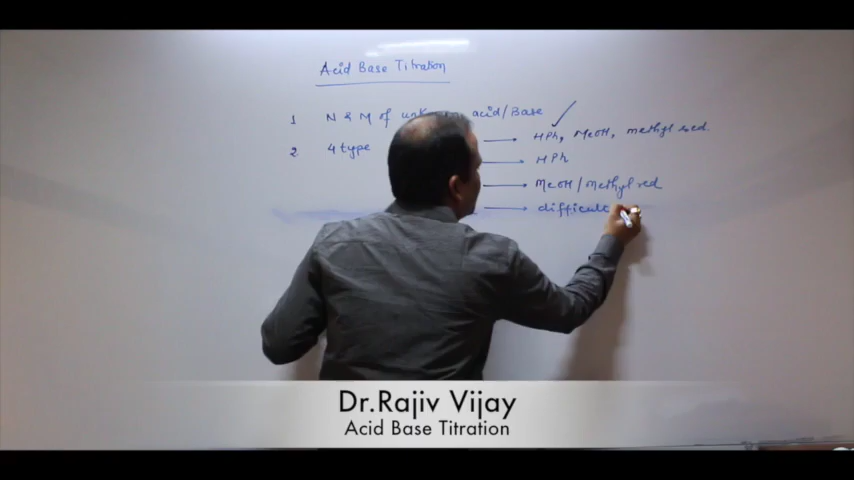 Acid Base Titration
1 N & M of acid/Base
2 4 type → HPh, MeOH, methyl red.
→ HPh
→ MeOH/Methyl red
→ difficult
Dr.Rajiv Vijay
Acid Base Titration